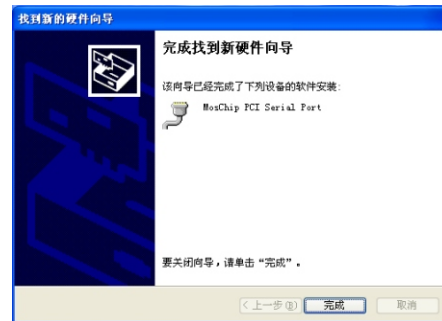 找到新的硬件向导
完成找到新硬件向导
该向导已经完成了下列设备的软件安装:
MosChip PCI Serial Port
要关闭向导，请单击“完成”。
<上一步(B)
完成
取消